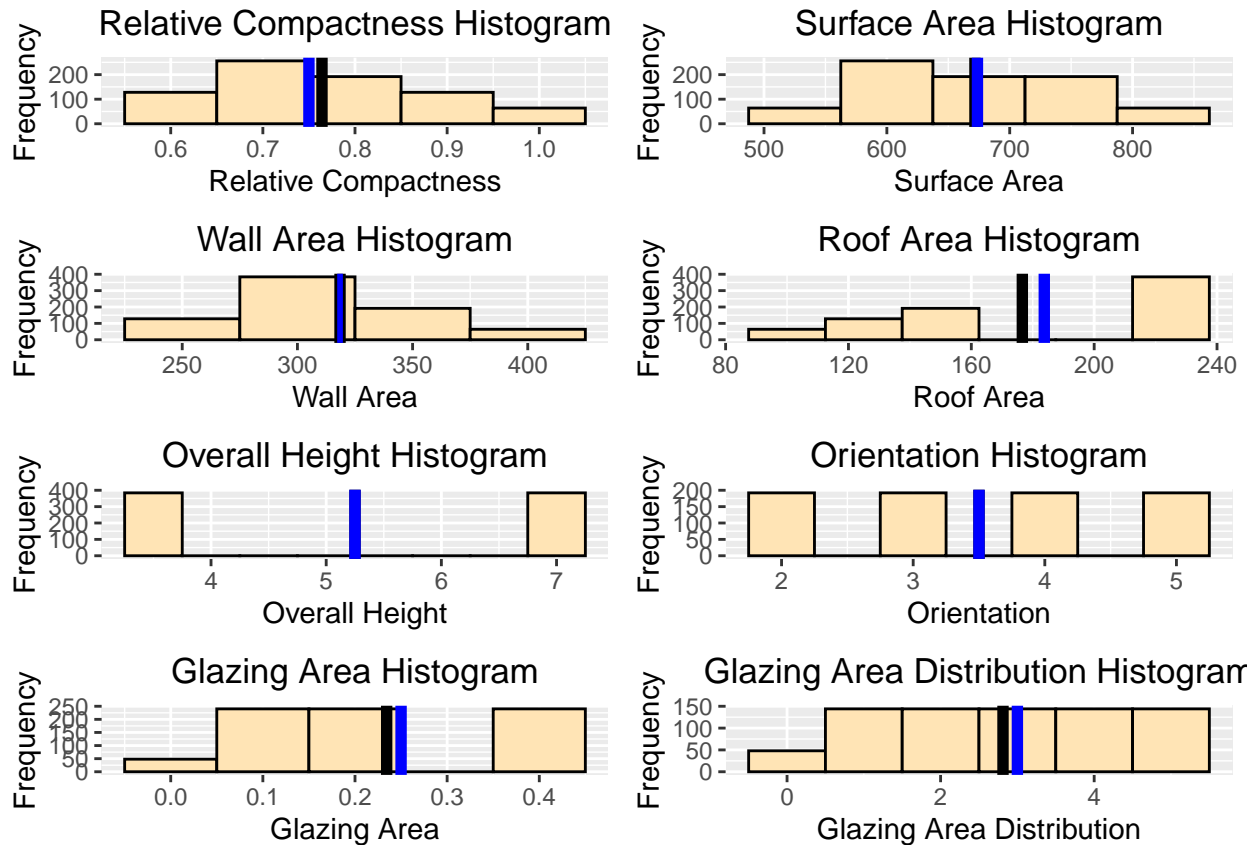 Relative Compactness Histogram
Frequency
200
100
0
0.6 0.7 0.8 0.9 1.0
Relative Compactness
Surface Area Histogram
Frequency
200
100
0
500 600 700 800
Surface Area
Wall Area Histogram
Frequency
400
300
200
100
0
250 300 350 400
Wall Area
Roof Area Histogram
Frequency
400
300
200
100
0
80 120 160 200 240
Roof Area
Overall Height Histogram
Frequency
400
300
200
100
0
4 5 6 7
Overall Height
Orientation Histogram
Frequency
200
150
100
50
0
2 3 4 5
Orientation
Glazing Area Histogram
Frequency
250
200
150
100
50
0
0.0 0.1 0.2 0.3 0.4
Glazing Area
Glazing Area Distribution Histogram
Frequency
150
100
50
0
0 2 4
Glazing Area Distribution